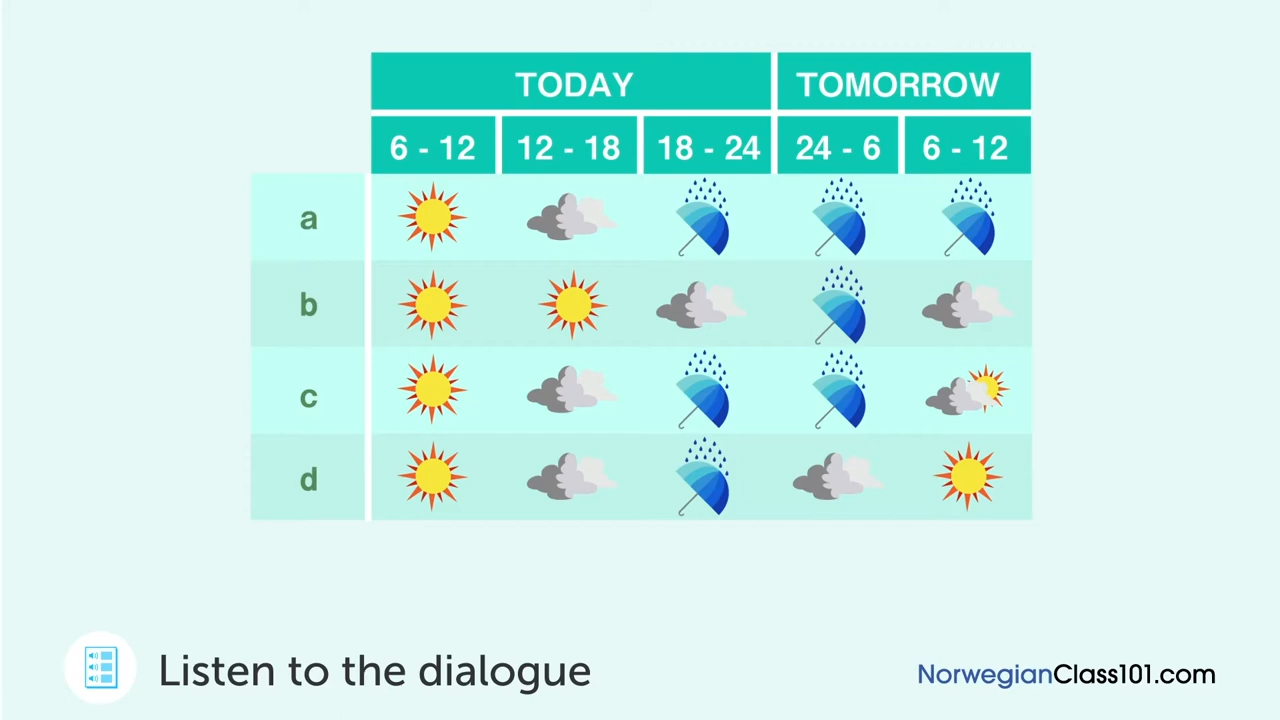 TODAY TOMORROW
6 - 12 12 - 18 18 - 24 24 - 6 6 - 12
a
b
c
d
Listen to the dialogue
NorwegianClass101.com